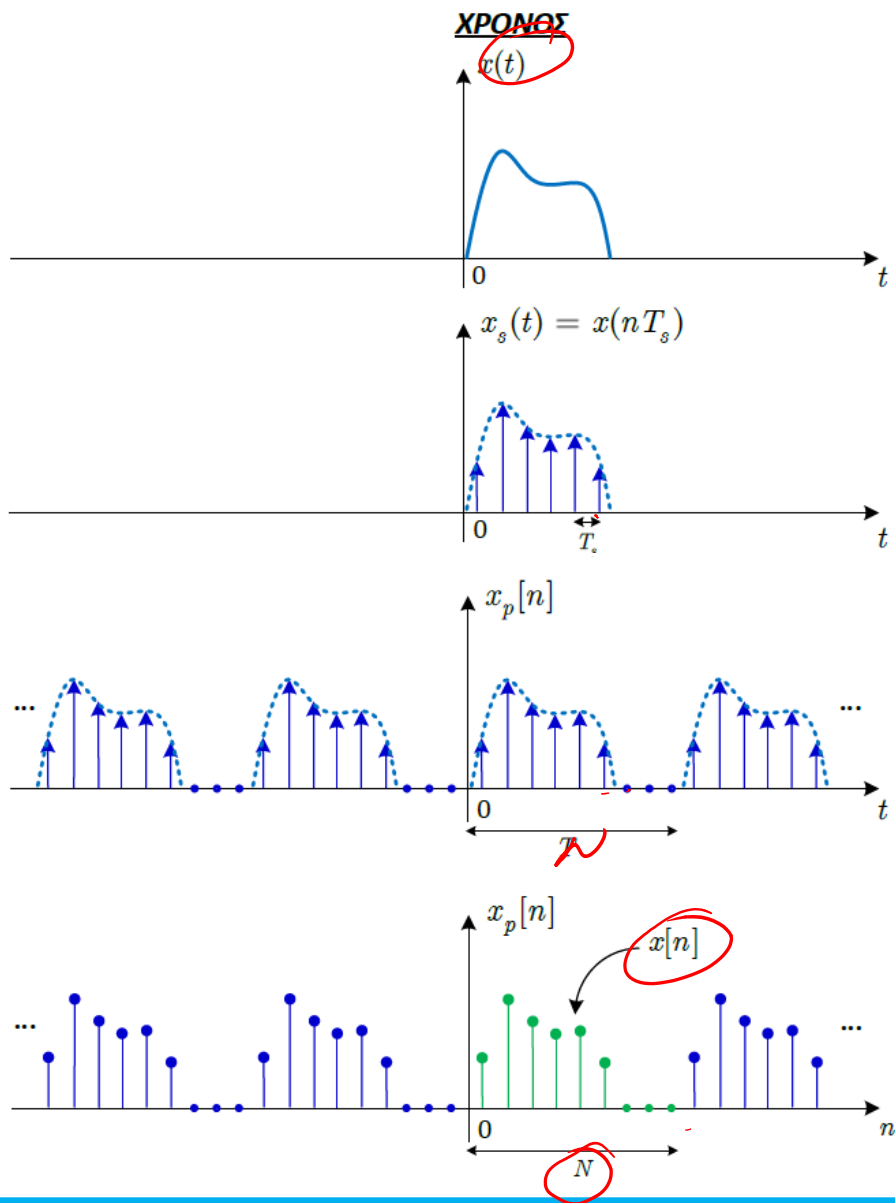 ΧΡΟΝΟΣ
x(t)
0
t
x_s(t) = x(nT_s)
0
T_s
t
x_p[n]
...
...
0
t
x_p[n]
x[n]
...
...
0
n
N